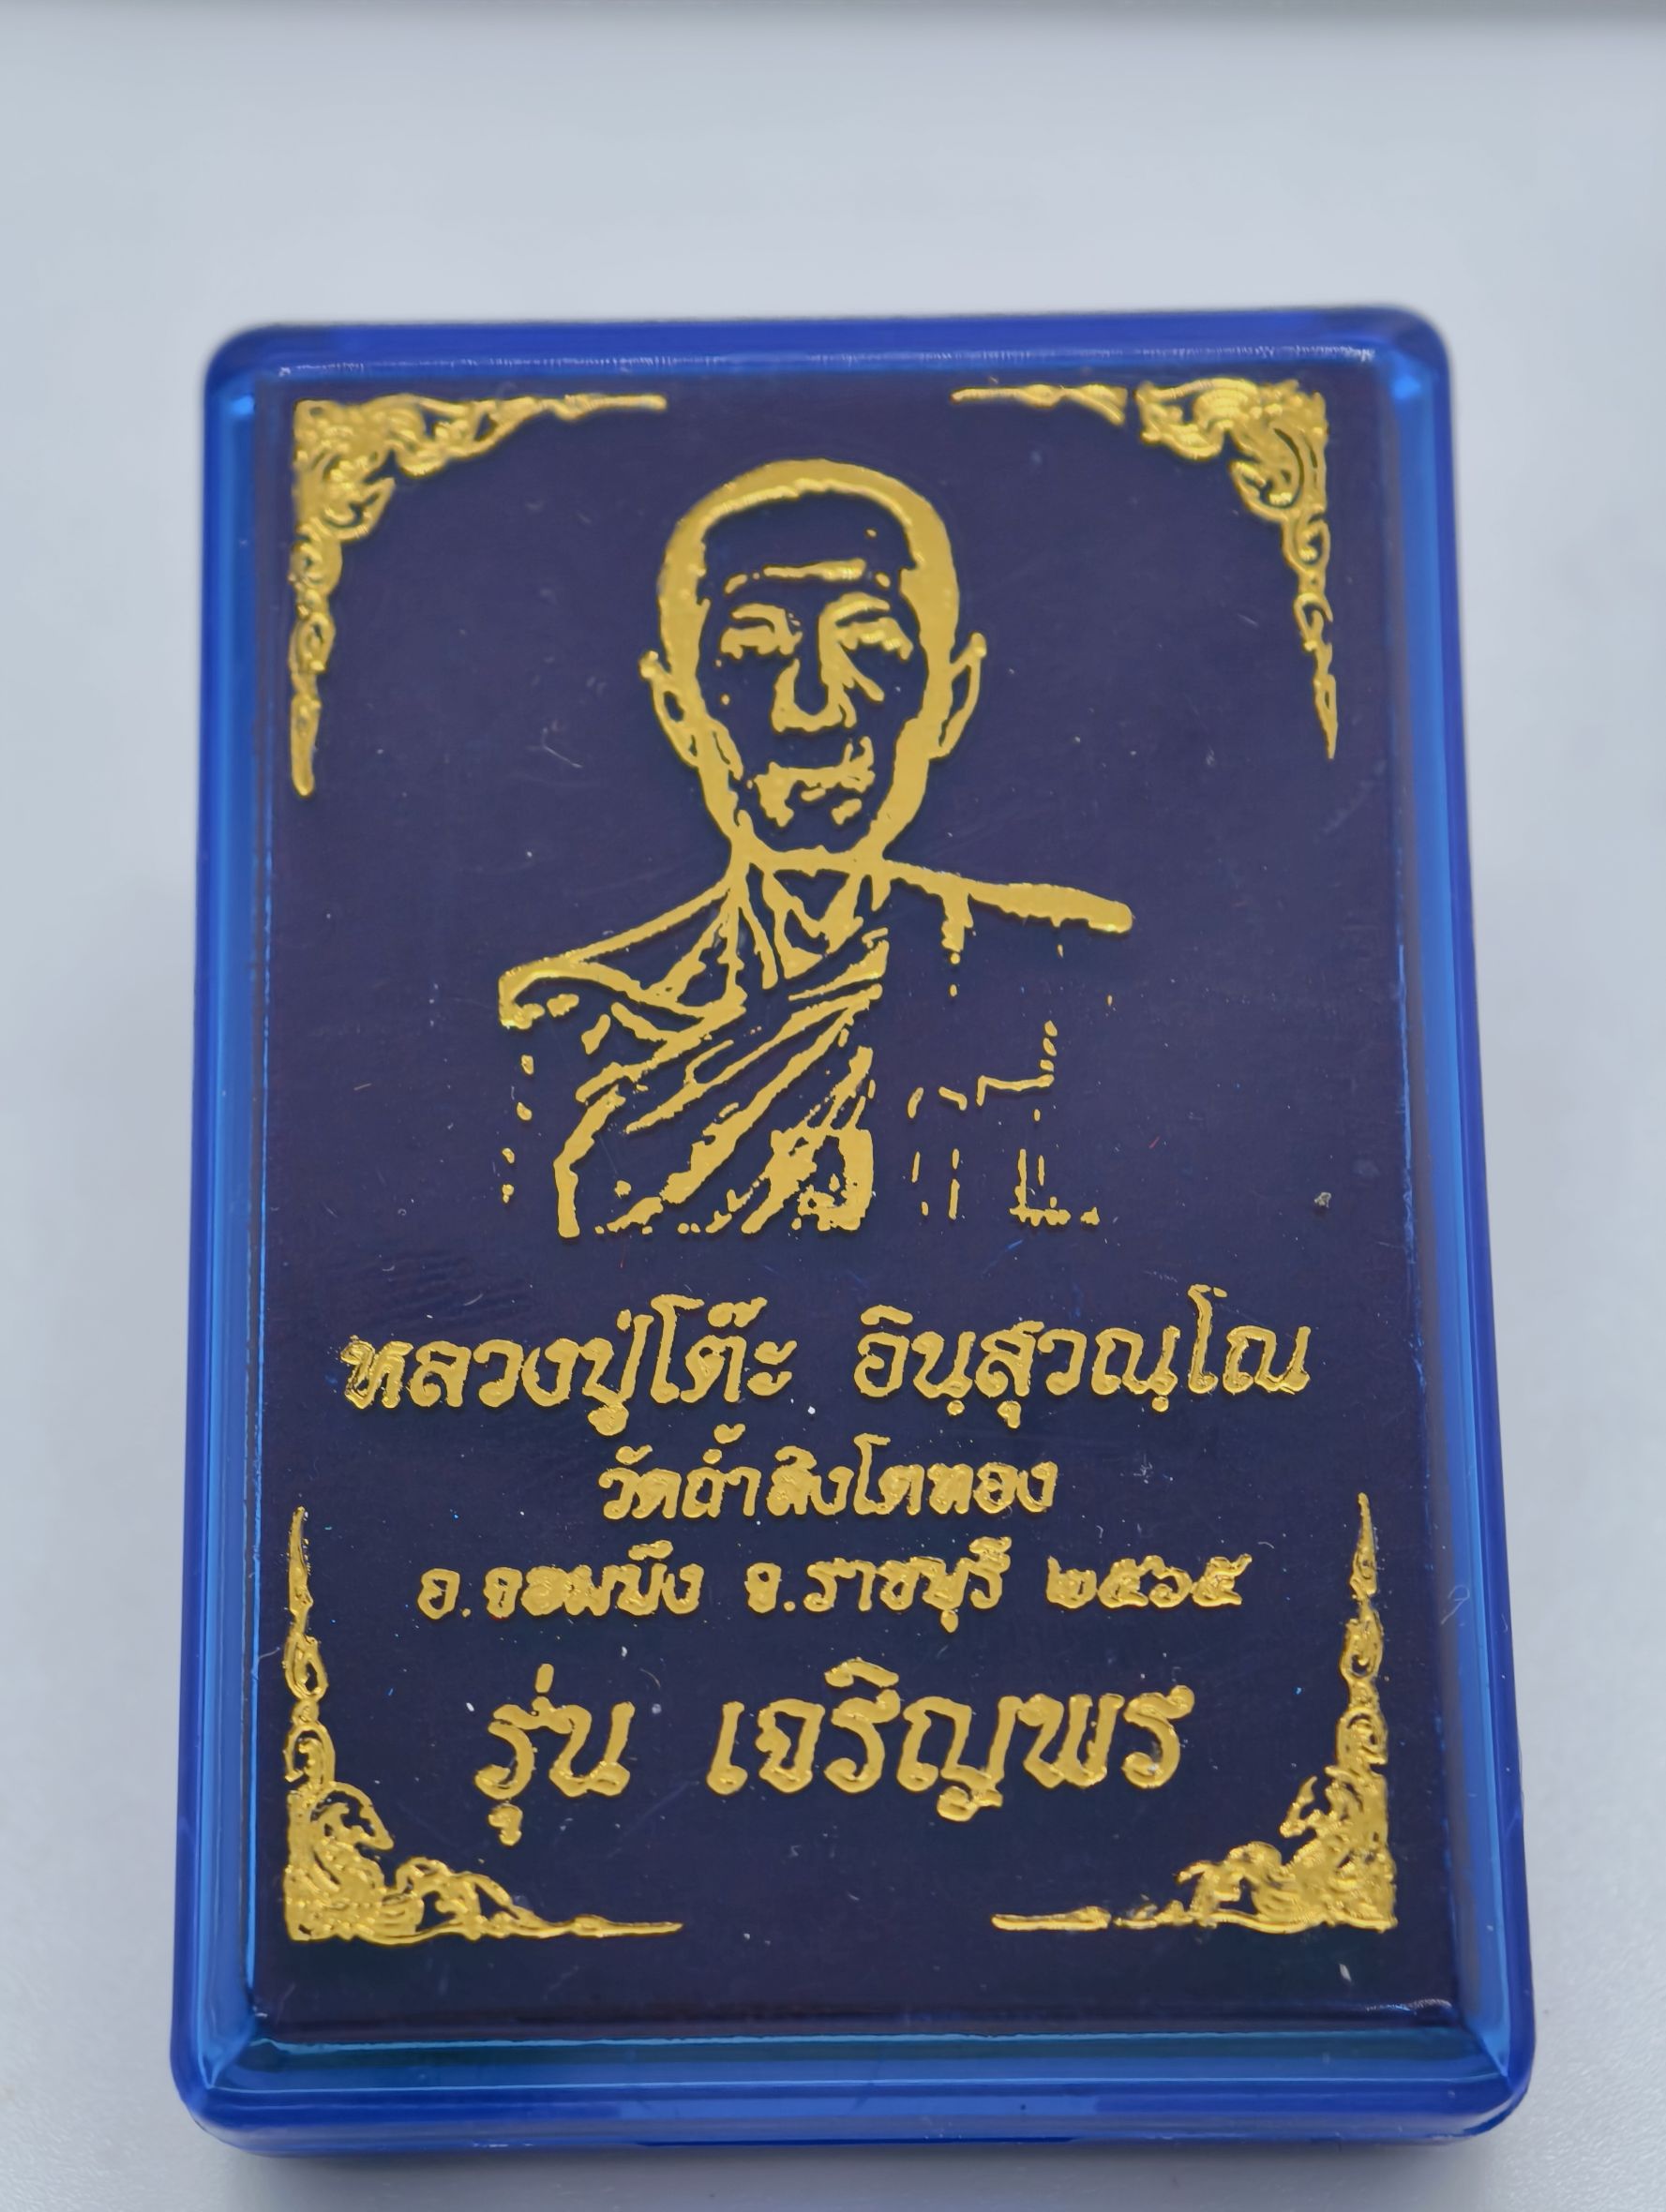 หลวงปู่โต๊ะ อินฺสุวณฺโณ
วัดถ้ำสิงโตทอง
อ.จอมบึง จ.ราชบุรี ๒๕๖๕
รุ่น เจริญพร